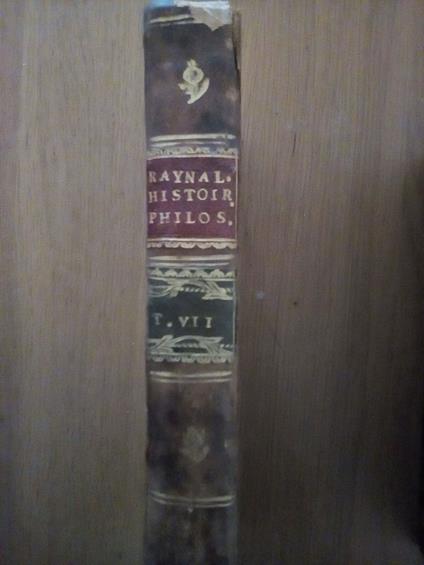 RAYNAL.
HISTOIR.
PHILOS.
T. VII